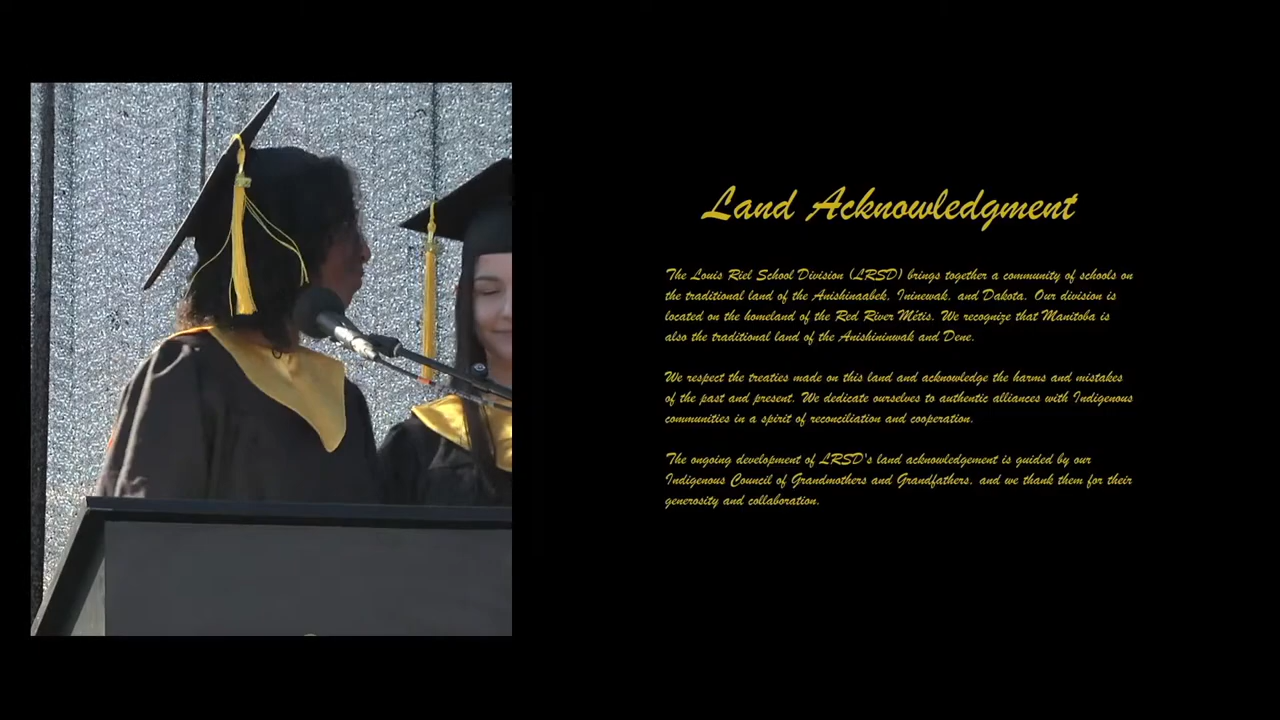 Land Acknowledgment
The Louis Riel School Division (LRSD) brings together a community of schools on
the traditional land of the Anishinaabek, Ininewak, and Dakota. Our division is
located on the homeland of the Red River Métis. We recognize that Manitoba is
also the traditional land of the Anishininwak and Dene.
We respect the treaties made on this land and acknowledge the harms and mistakes
of the past and present. We dedicate ourselves to authentic alliances with Indigenous
communities in a spirit of reconciliation and cooperation.
The ongoing development of LRSD's land acknowledgement is guided by our
Indigenous Council of Grandmothers and Grandfathers, and we thank them for their
generosity and collaboration.